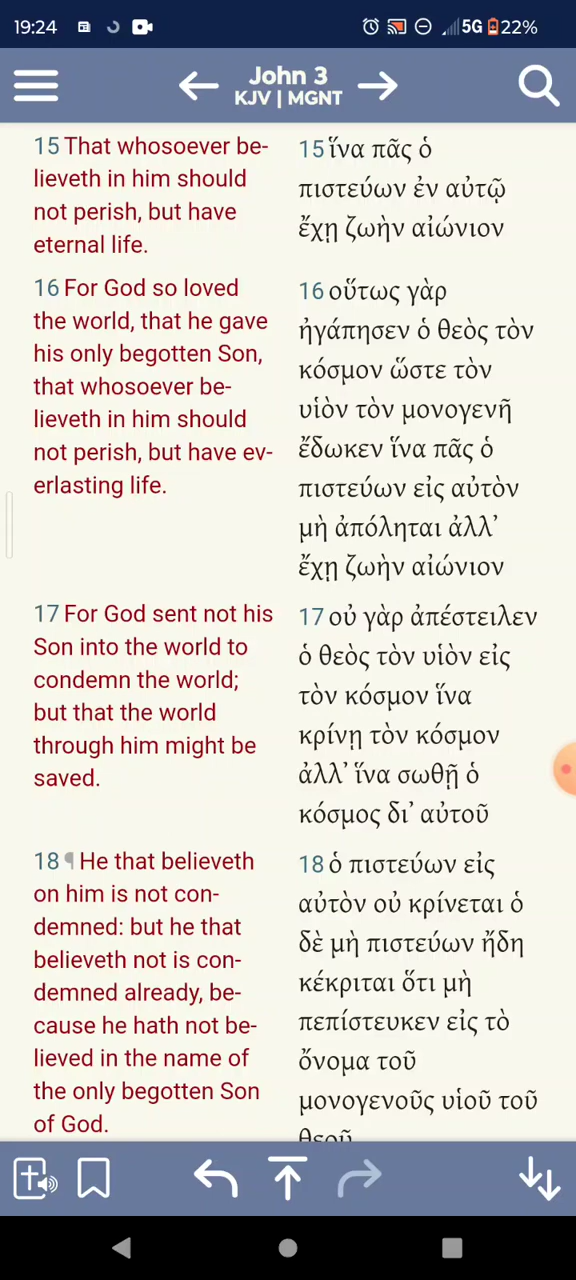 19:24
5G 22%
John 3
KJV | MGNT
15 That whosoever be-
lieveth in him should
not perish, but have
eternal life.
16 For God so loved
the world, that he gave
his only begotten Son,
that whosoever be-
lieveth in him should
not perish, but have ev-
erlasting life.
17 For God sent not his
Son into the world to
condemn the world;
but that the world
through him might be
saved.
18 ¶ He that believeth
on him is not con-
demned: but he that
believeth not is con-
demned already, be-
cause he hath not be-
lieved in the name of
the only begotten Son
of God.
15 ἵνα πᾶς ὁ
πιστεύων ἐν αὐτῷ
ἔχῃ ζωὴν αἰώνιον
16 οὕτως γὰρ
ἠγάπησεν ὁ θεὸς τὸν
κόσμον ὥστε τὸν
υἱὸν τὸν μονογενῆ
ἔδωκεν ἵνα πᾶς ὁ
πιστεύων εἰς αὐτὸν
μὴ ἀπόληται ἀλλ’
ἔχῃ ζωὴν αἰώνιον
17 οὐ γὰρ ἀπέστειλεν
ὁ θεὸς τὸν υἱὸν εἰς
τὸν κόσμον ἵνα
κρίνῃ τὸν κόσμον
ἀλλ’ ἵνα σωθῇ ὁ
κόσμος δι’ αὐτοῦ
18 ὁ πιστεύων εἰς
αὐτὸν οὐ κρίνεται ὁ
δὲ μὴ πιστεύων ἤδη
κέκριται ὅτι μὴ
πεπίστευκεν εἰς τὸ
ὄνομα τοῦ
μονογενοῦς υἱοῦ τοῦ
θεοῦ